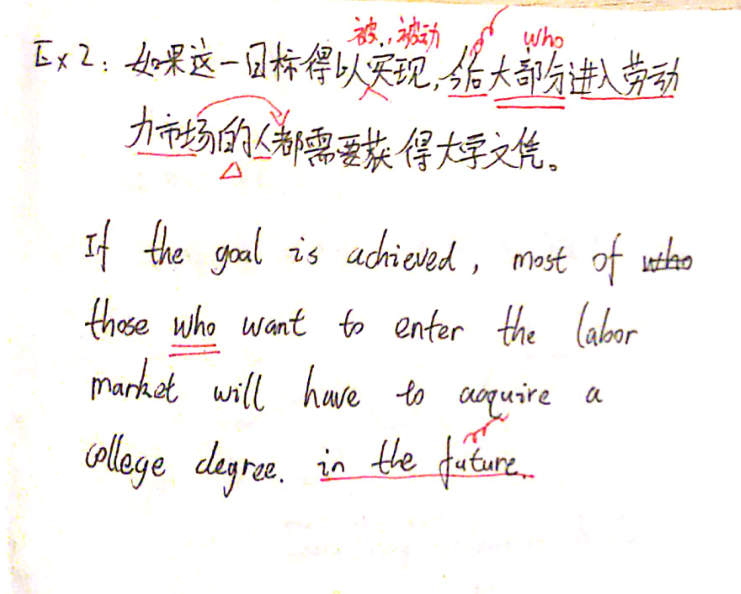 被, 被动 who
Ex2: 如果这一目标得以实现,今后大部分进入劳动
力市场的人都需要获得大学文凭。
If the goal is achieved, most of who
those who want to enter the labor
market will have to acquire a
college degree. in the future.